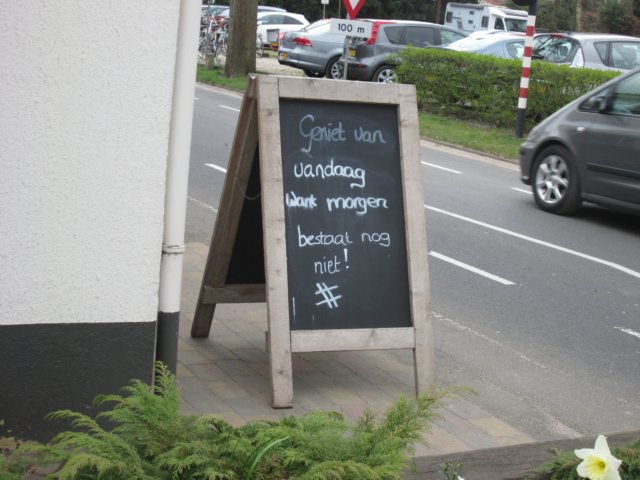 100 m
Geniet van
vandaag
Want morgen
bestaat nog
niet!
#